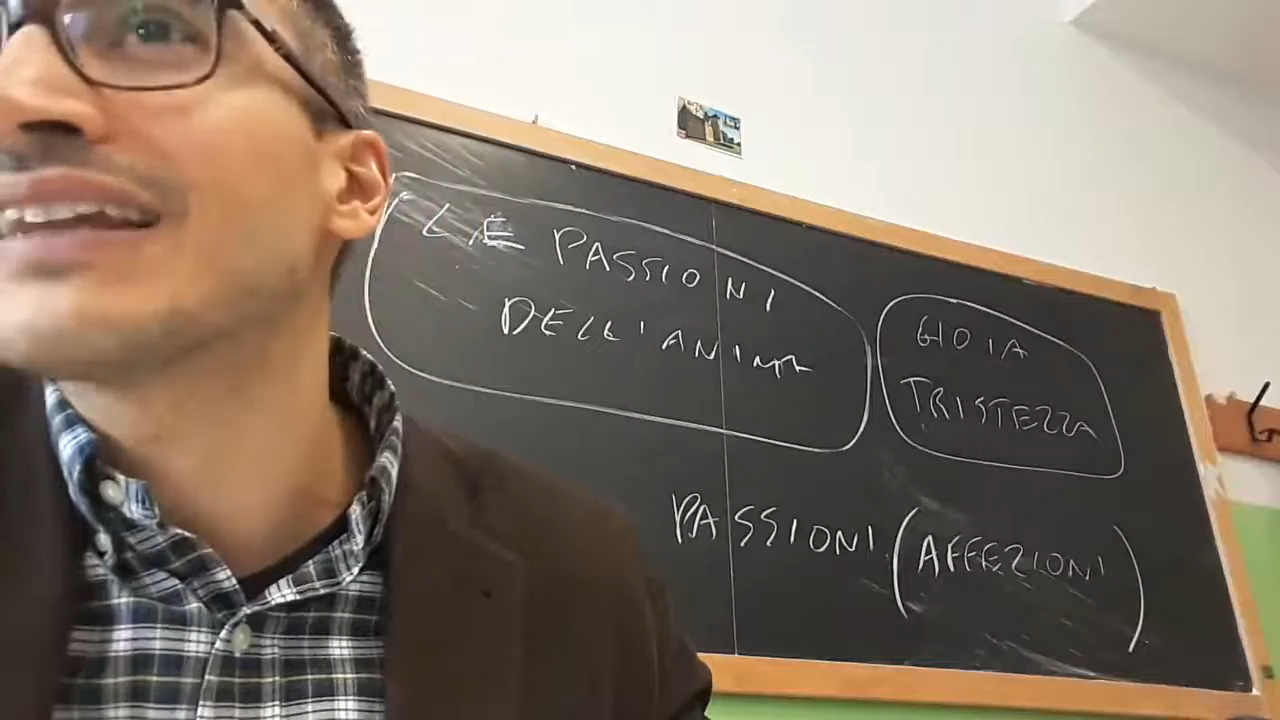 LE PASSIONI
DELL'ANIMA
GIOIA
TRISTEZZA
PASSIONI (AFFEZIONI)